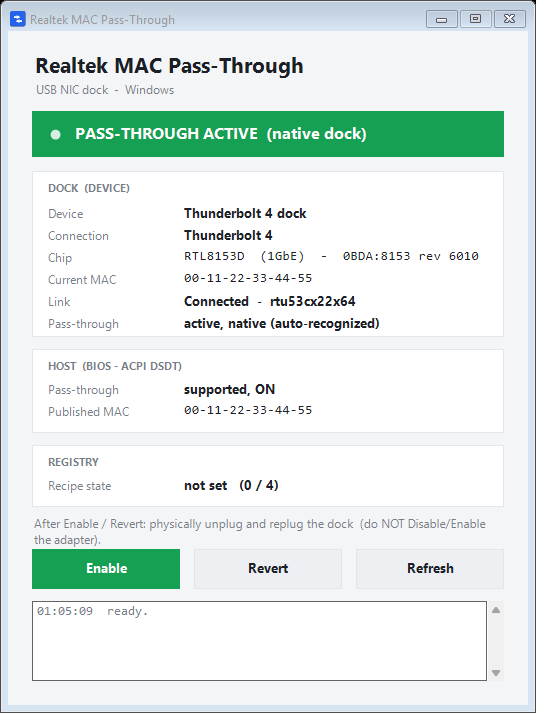 Realtek MAC Pass-Through
Realtek MAC Pass-Through
USB NIC dock - Windows
PASS-THROUGH ACTIVE (native dock)
DOCK (DEVICE)
Device Thunderbolt 4 dock
Connection Thunderbolt 4
Chip RTL8153D (1GbE) - 0BDA:8153 rev 6010
Current MAC 00-11-22-33-44-55
Link Connected - rtu53cx22x64
Pass-through active, native (auto-recognized)
HOST (BIOS - ACPI DSDT)
Pass-through supported, ON
Published MAC 00-11-22-33-44-55
REGISTRY
Recipe state not set (0 / 4)
After Enable / Revert: physically unplug and replug the dock (do NOT Disable/Enable
the adapter).
Enable Revert Refresh
01:05:09 ready.